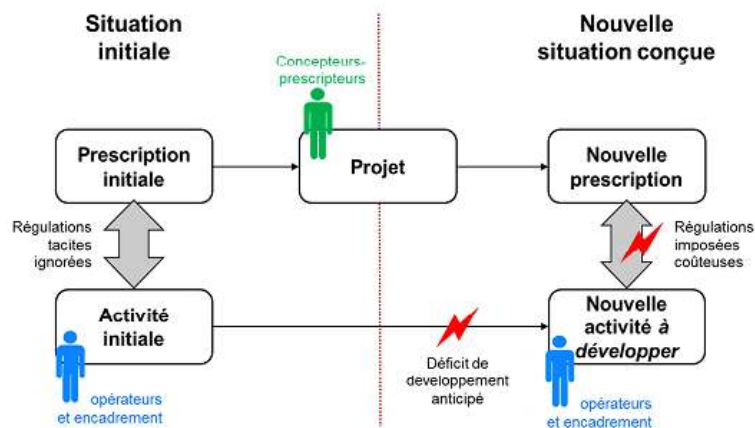 Situation
initiale
Nouvelle
situation conçue
Concepteurs-
prescripteurs
Prescription
initiale
Projet
Nouvelle
prescription
Régulations
tacites
ignorées
Régulations
imposées
coûteuses
Activité
initiale
Nouvelle
activité à
développer
Déficit de
developpement
anticipé
opérateurs
et encadrement
opérateurs
et encadrement